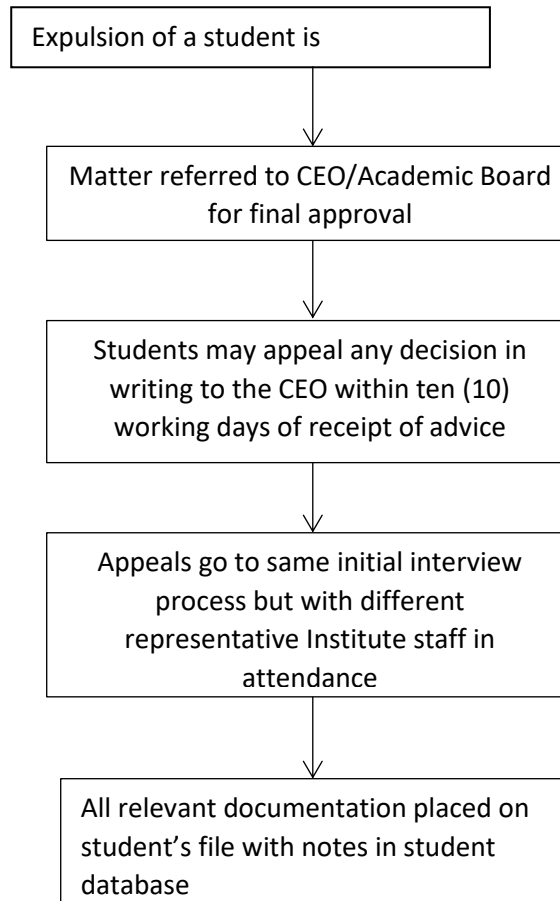 Expulsion of a student is
Matter referred to CEO/Academic Board
for final approval
Students may appeal any decision in
writing to the CEO within ten (10)
working days of receipt of advice
Appeals go to same initial interview
process but with different
representative Institute staff in
attendance
All relevant documentation placed on
student’s file with notes in student
database